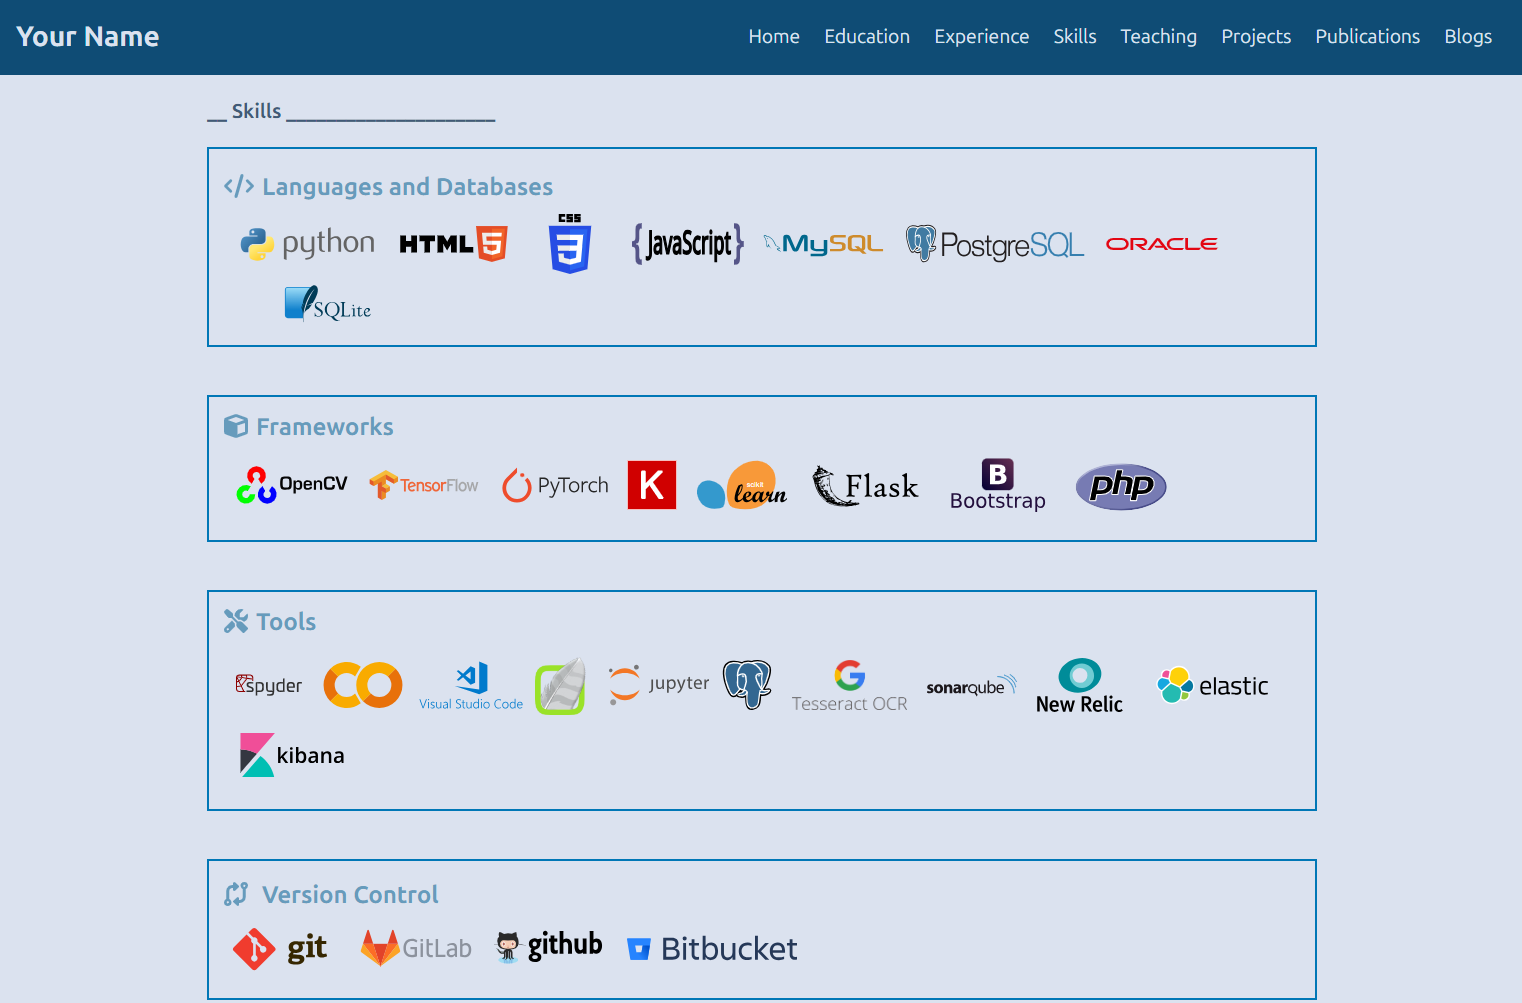 Your Name
Home Education Experience Skills Teaching Projects Publications Blogs
__ Skills _____________________
</> Languages and Databases
python HTML 5 CSS 3 {JavaScript} MySQL PostgreSQL ORACLE
SQLite
Frameworks
OpenCV TensorFlow PyTorch K scikit learn Flask B Bootstrap php
Tools
spyder Visual Studio Code jupyter G Tesseract OCR sonarqube New Relic elastic
kibana
Version Control
git GitLab github Bitbucket